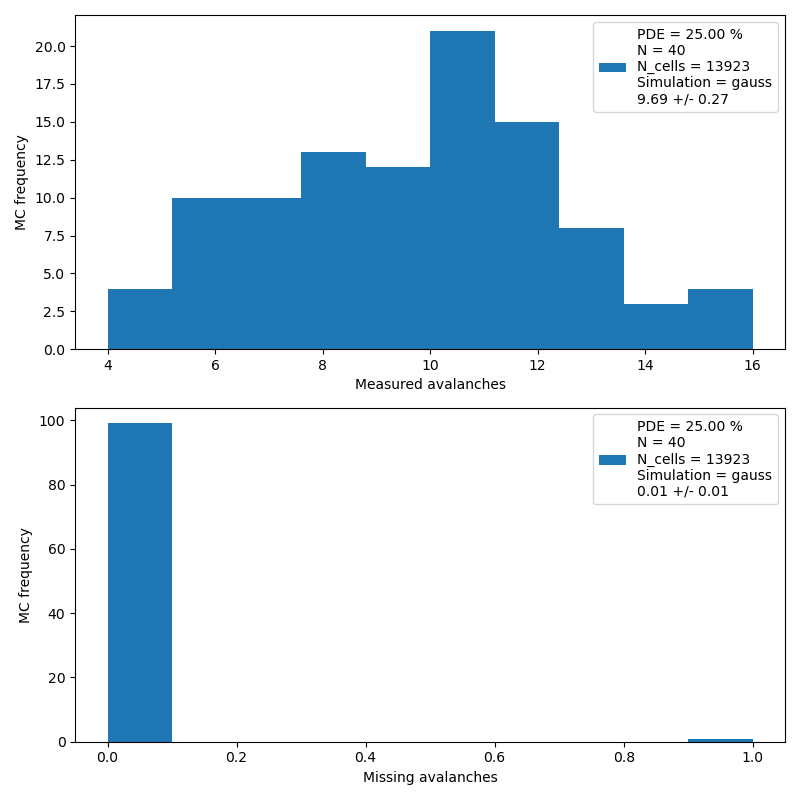 20.0
17.5
15.0
12.5
10.0
7.5
5.0
2.5
0.0
MC frequency
PDE = 25.00 %
N = 40
N_cells = 13923
Simulation = gauss
9.69 +/- 0.27
4 6 8 10 12 14 16
Measured avalanches
100
80
60
40
20
0
MC frequency
PDE = 25.00 %
N = 40
N_cells = 13923
Simulation = gauss
0.01 +/- 0.01
0.0 0.2 0.4 0.6 0.8 1.0
Missing avalanches